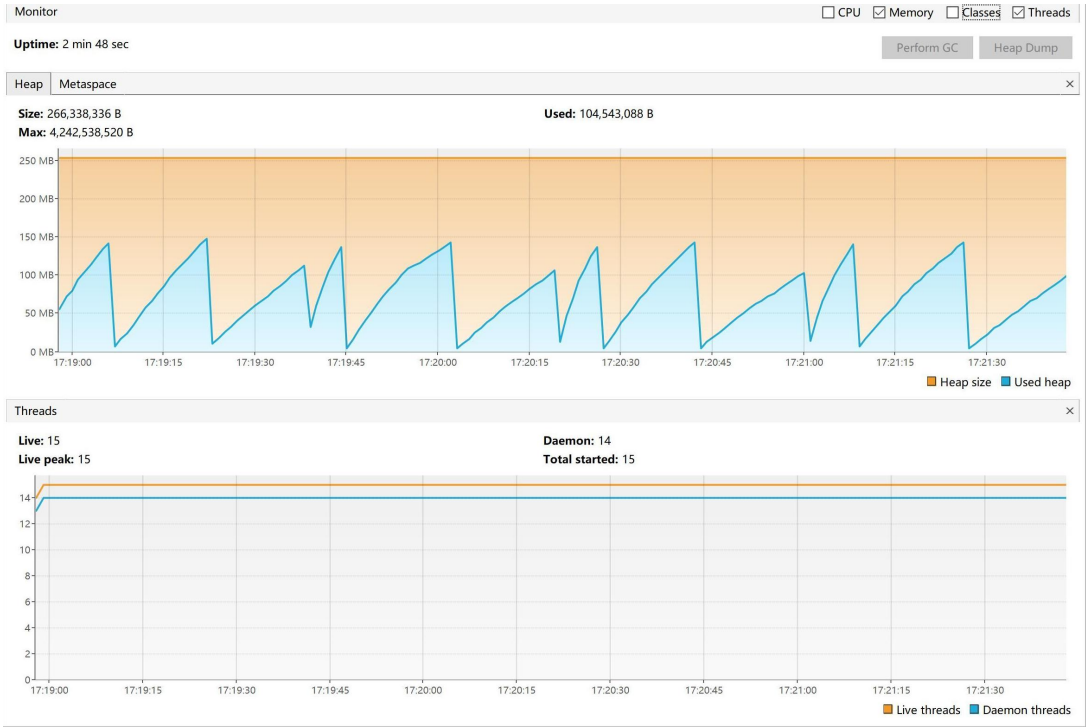 Monitor
CPU Memory Classes Threads
Uptime: 2 min 48 sec
Perform GC Heap Dump
Heap Metaspace
Size: 266,338,336 B Used: 104,543,088 B
Max: 4,242,538,520 B
250 MB
200 MB
150 MB
100 MB
50 MB
0 MB
17:19:00 17:19:15 17:19:30 17:19:45 17:20:00 17:20:15 17:20:30 17:20:45 17:21:00 17:21:15 17:21:30
Heap size Used heap
Threads
Live: 15 Daemon: 14
Live peak: 15 Total started: 15
14
12
10
8
6
4
2
0
17:19:00 17:19:15 17:19:30 17:19:45 17:20:00 17:20:15 17:20:30 17:20:45 17:21:00 17:21:15 17:21:30
Live threads Daemon threads